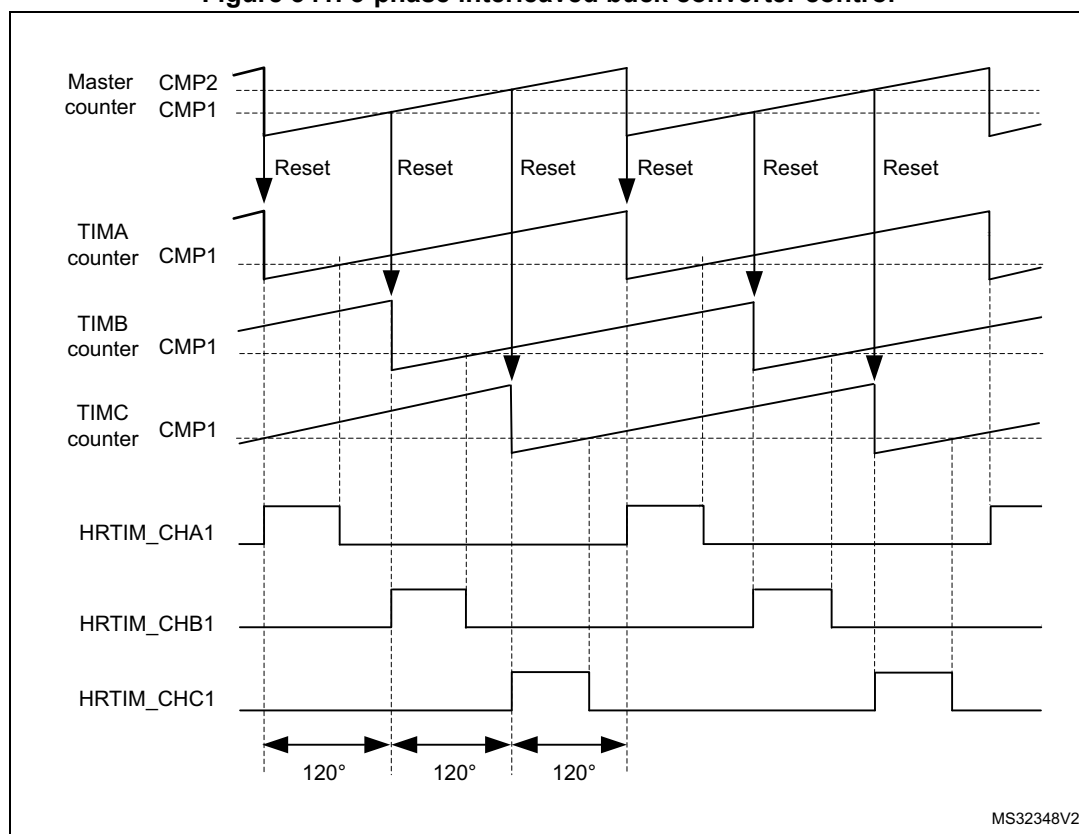 Figure 3-phase interleaved buck converter control
Master counter CMP2
CMP1
Reset Reset Reset Reset Reset Reset
TIMA
counter CMP1
TIMB
counter CMP1
TIMC
counter CMP1
HRTIM_CHA1
HRTIM_CHB1
HRTIM_CHC1
120° 120° 120°
MS32348V2